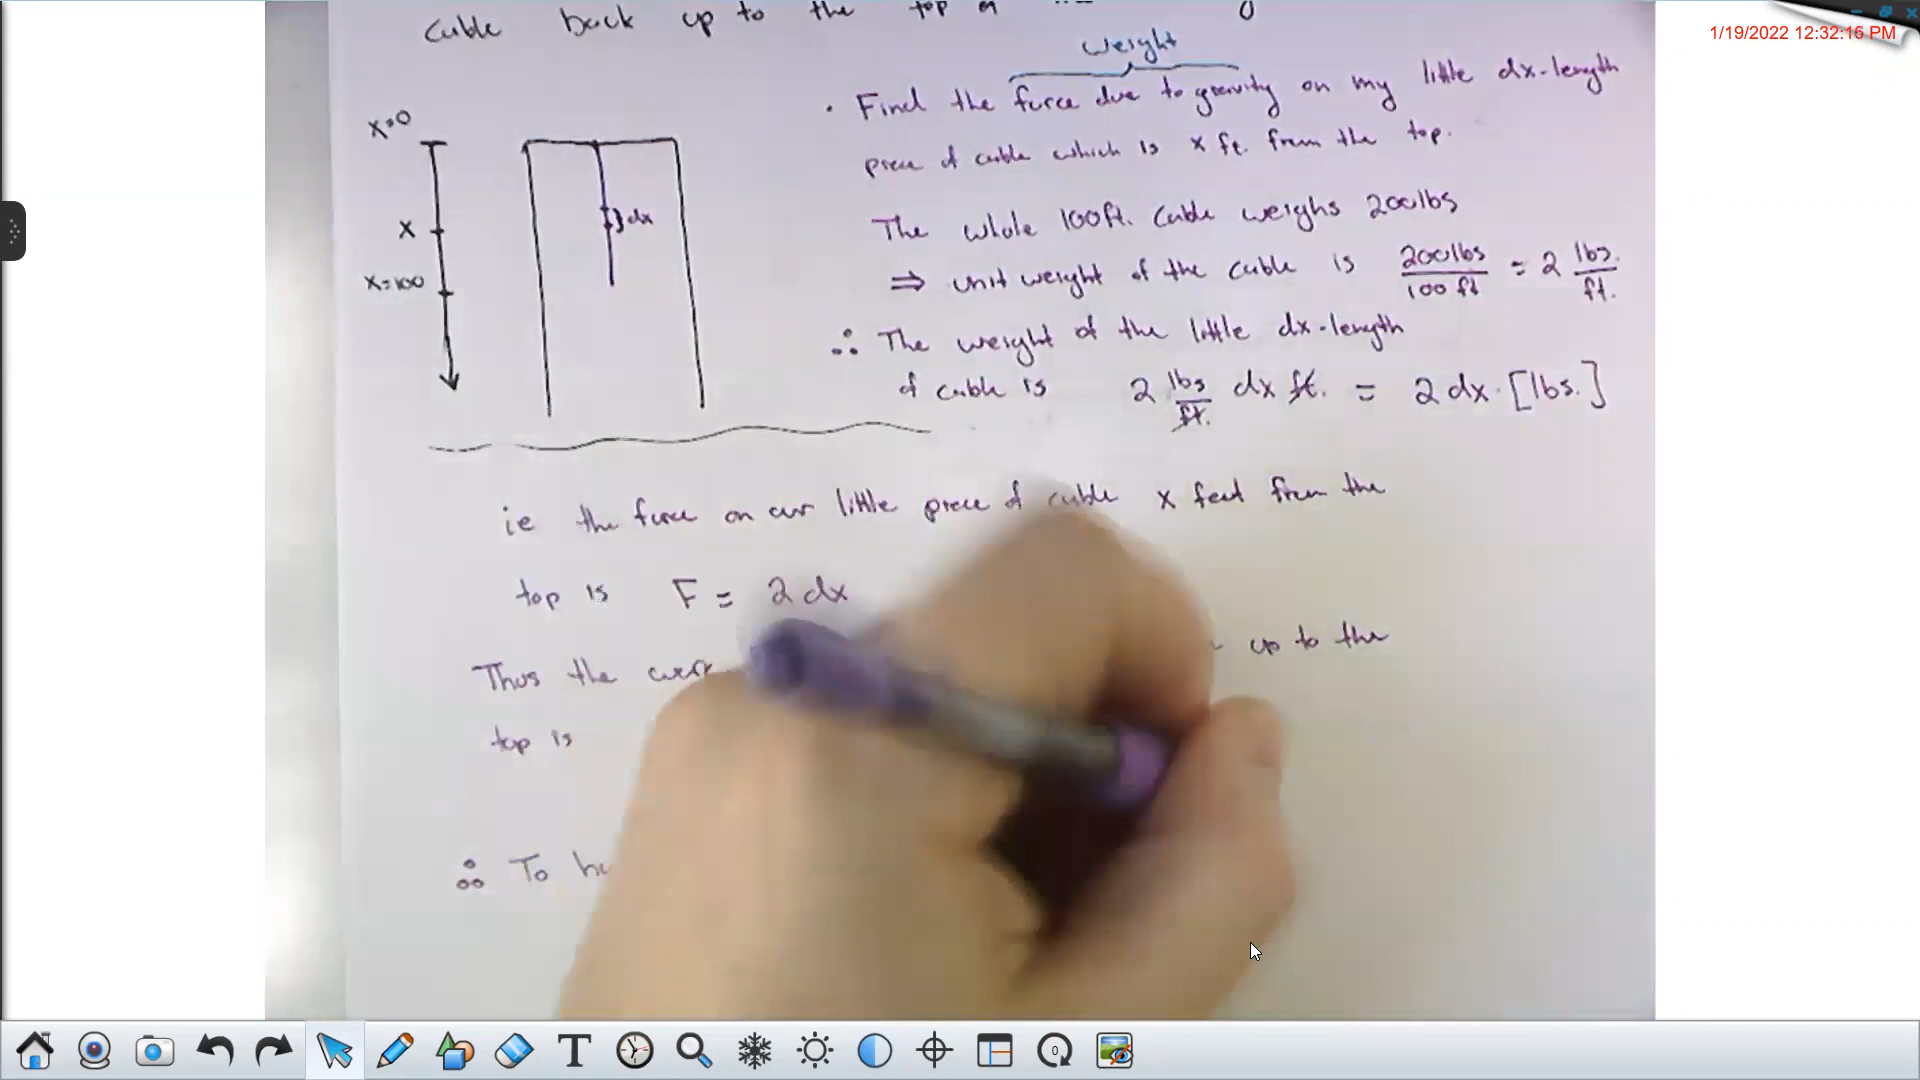 1/19/2022 12:32:16 PM
cable back up to the top of
weight
x=0
• Find the force due to gravity on my little dx-length
piece of cable which is x ft. from the top.
}dx
x
The whole 100ft. cable weighs 200lbs
x=100
⇒ unit weight of the cable is 200lbs/100 ft = 2 lbs./ft.
∴ The weight of the little dx-length
of cable is 2 lbs/ft. dx ft. = 2 dx · [lbs.]
ie the force on our little piece of cable x feet from the
top is F = 2 dx
Thus the work up to the
top is
∴ To
T
0